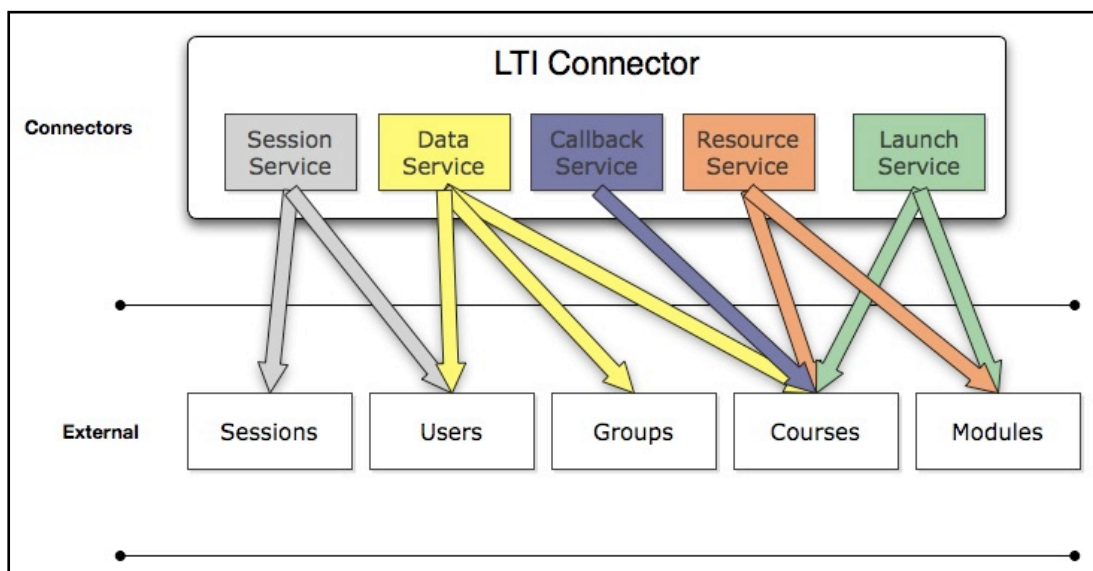 LTI Connector
Connectors
Session
Service
Data
Service
Callback
Service
Resource
Service
Launch
Service
External
Sessions
Users
Groups
Courses
Modules